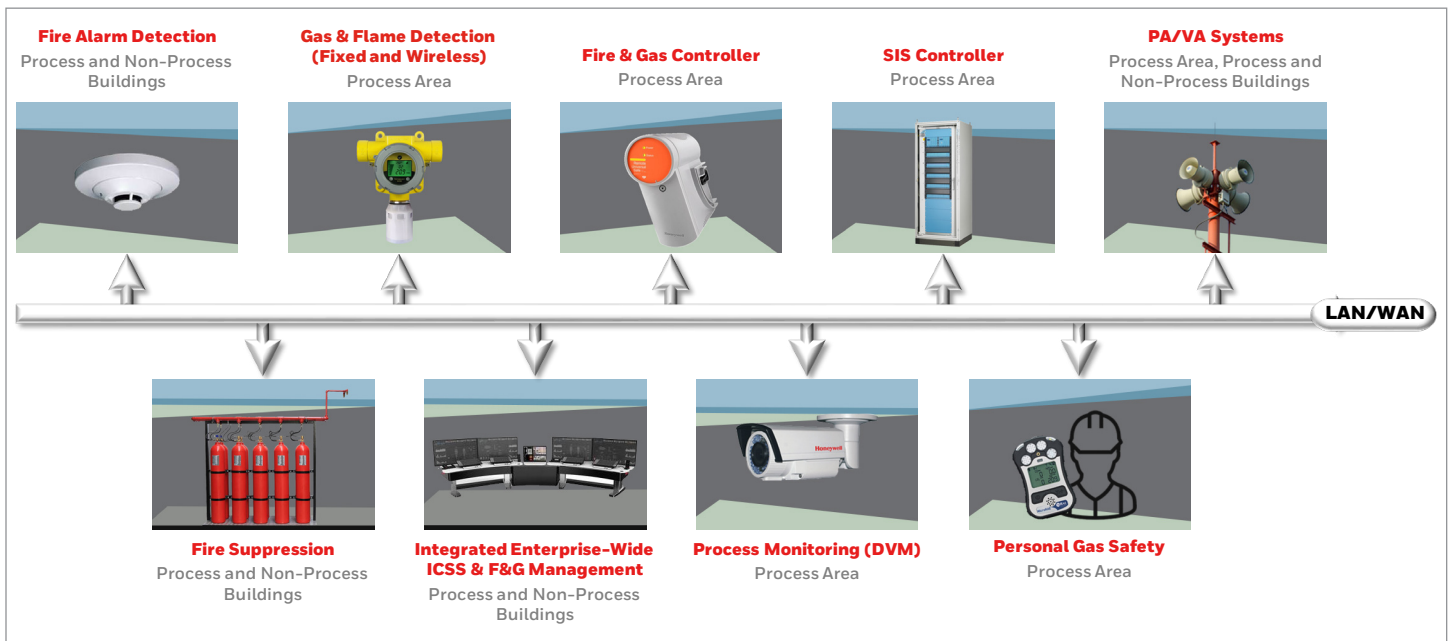 Fire Alarm Detection
Process and Non-Process
Buildings
Gas & Flame Detection
(Fixed and Wireless)
Process Area
Fire & Gas Controller
Process Area
SIS Controller
Process Area
PA/VA Systems
Process Area, Process and
Non-Process Buildings
LAN/WAN
Honeywell
Fire Suppression
Process and Non-Process
Buildings
Integrated Enterprise-Wide
ICSS & F&G Management
Process and Non-Process
Buildings
Process Monitoring (DVM)
Process Area
Personal Gas Safety
Process Area